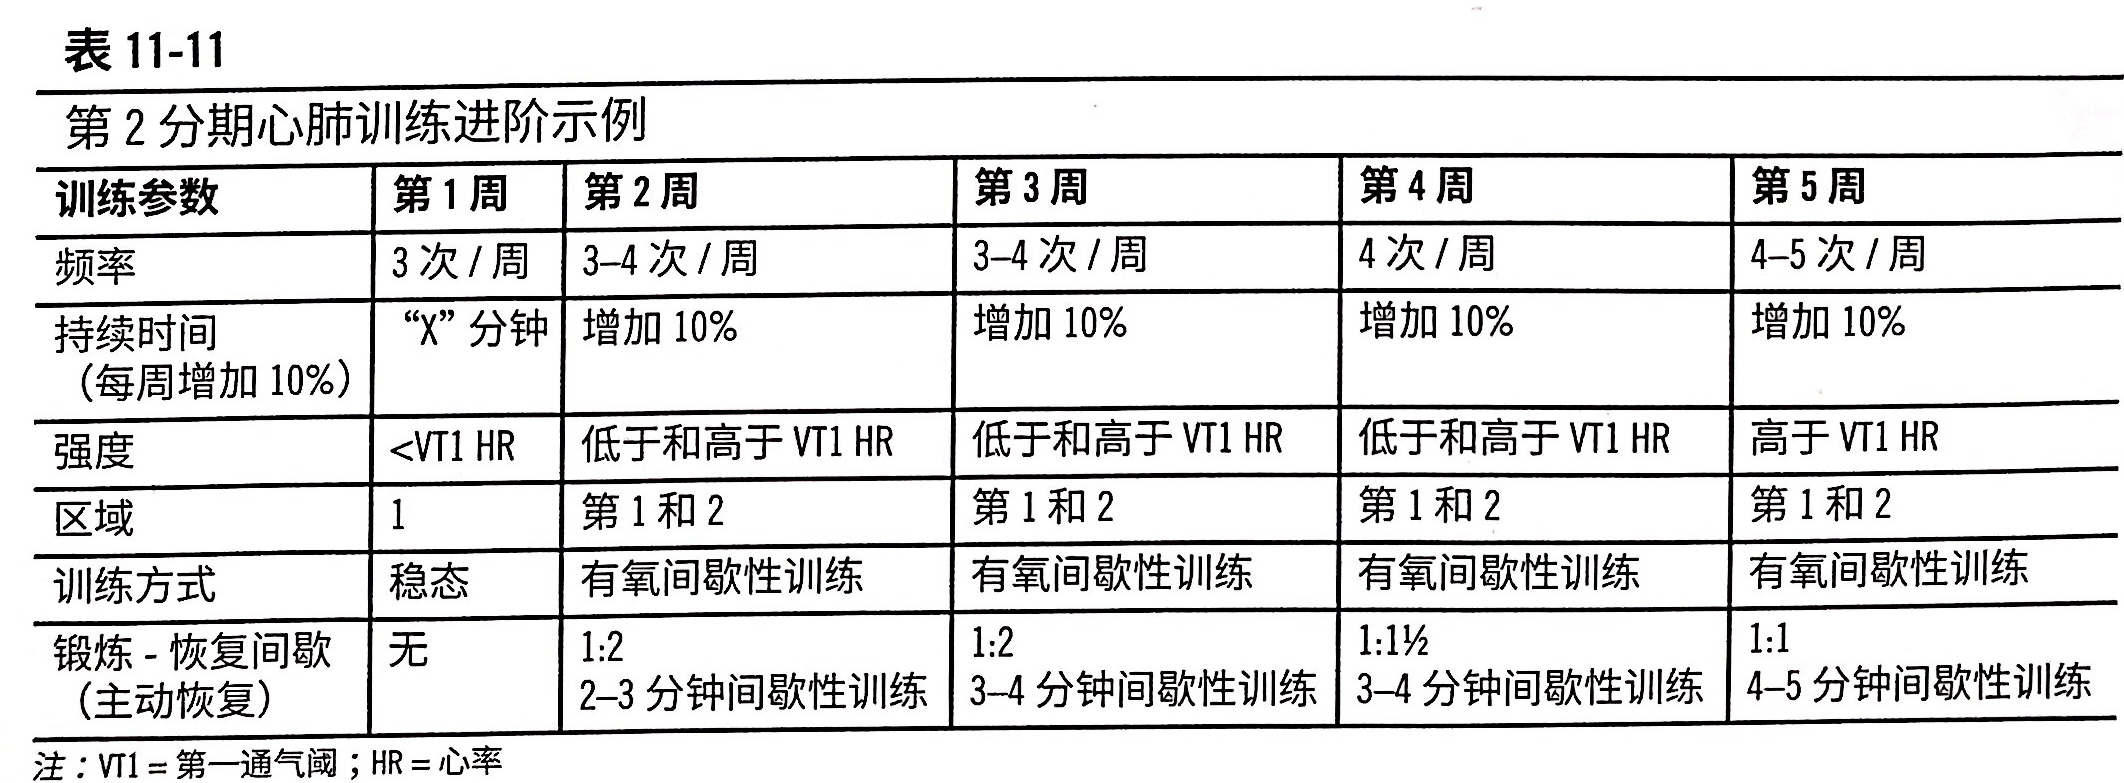 表 11-11
第 2 分期心肺训练进阶示例
训练参数 第 1 周 第 2 周 第 3 周 第 4 周 第 5 周
频率 3 次 / 周 3–4 次 / 周 3–4 次 / 周 4 次 / 周 4–5 次 / 周
持续时间 “X” 分钟 增加 10% 增加 10% 增加 10% 增加 10%
（每周增加 10%）
强度 <VT1 HR 低于和高于 VT1 HR 低于和高于 VT1 HR 低于和高于 VT1 HR 高于 VT1 HR
区域 1 第 1 和 2 第 1 和 2 第 1 和 2 第 1 和 2
训练方式 稳态 有氧间歇性训练 有氧间歇性训练 有氧间歇性训练 有氧间歇性训练
锻炼 - 恢复间歇 无 1:2 1:2 1:1½ 1:1
（主动恢复） 2–3 分钟间歇性训练 3–4 分钟间歇性训练 3–4 分钟间歇性训练 4–5 分钟间歇性训练
注：VT1 = 第一通气阈；HR = 心率